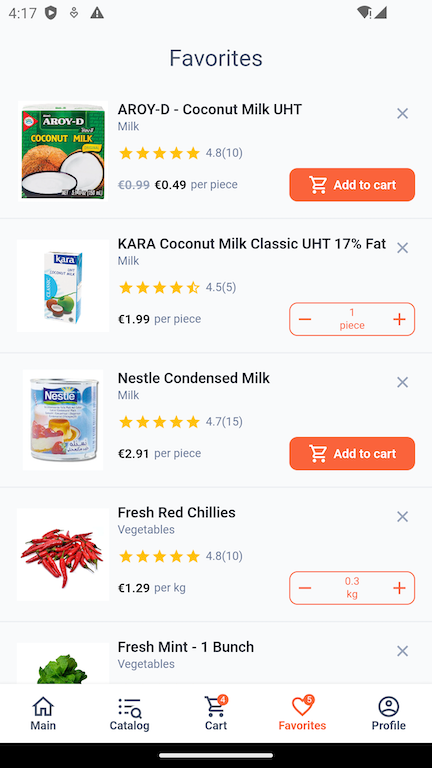 4:17
Favorites
AROY-D
COCONUT MILK
AROY-D - Coconut Milk UHT
Milk
4.8(10)
€0.99 €0.49 per piece
Add to cart
kara
CLASSIC
KARA Coconut Milk Classic UHT 17% Fat
Milk
4.5(5)
€1.99 per piece
1
piece
Nestlé
Nestle Condensed Milk
Milk
4.7(15)
€2.91 per piece
Add to cart
Fresh Red Chillies
Vegetables
4.8(10)
€1.29 per kg
0.3
kg
Fresh Mint - 1 Bunch
Vegetables
4
5
Main
Catalog
Cart
Favorites
Profile